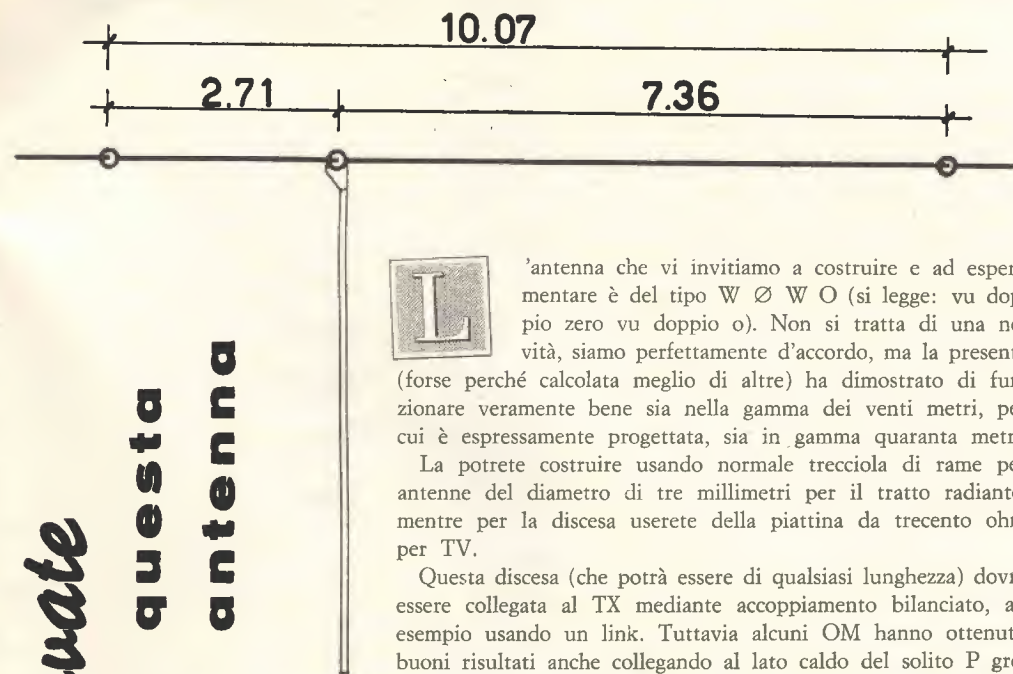 10.07
2.71
7.36
vate
questa
antenna
L'antenna che vi invitiamo a costruire e ad esper
mentare è del tipo W Ø W O (si legge: vu dop
pio zero vu doppio o). Non si tratta di una no
vità, siamo perfettamente d'accordo, ma la present
(forse perché calcolata meglio di altre) ha dimostrato di fun
zionare veramente bene sia nella gamma dei venti metri, pe
cui è espressamente progettata, sia in gamma quaranta metr
La potrete costruire usando normale trecciola di rame pe
antenne del diametro di tre millimetri per il tratto radiante
mentre per la discesa userete della piattina da trecento ohm
per TV.
Questa discesa (che potrà essere di qualsiasi lunghezza) dovr
essere collegata al TX mediante accoppiamento bilanciato, a
esempio usando un link. Tuttavia alcuni OM hanno ottenut
buoni risultati anche collegando al lato caldo del solito P gre